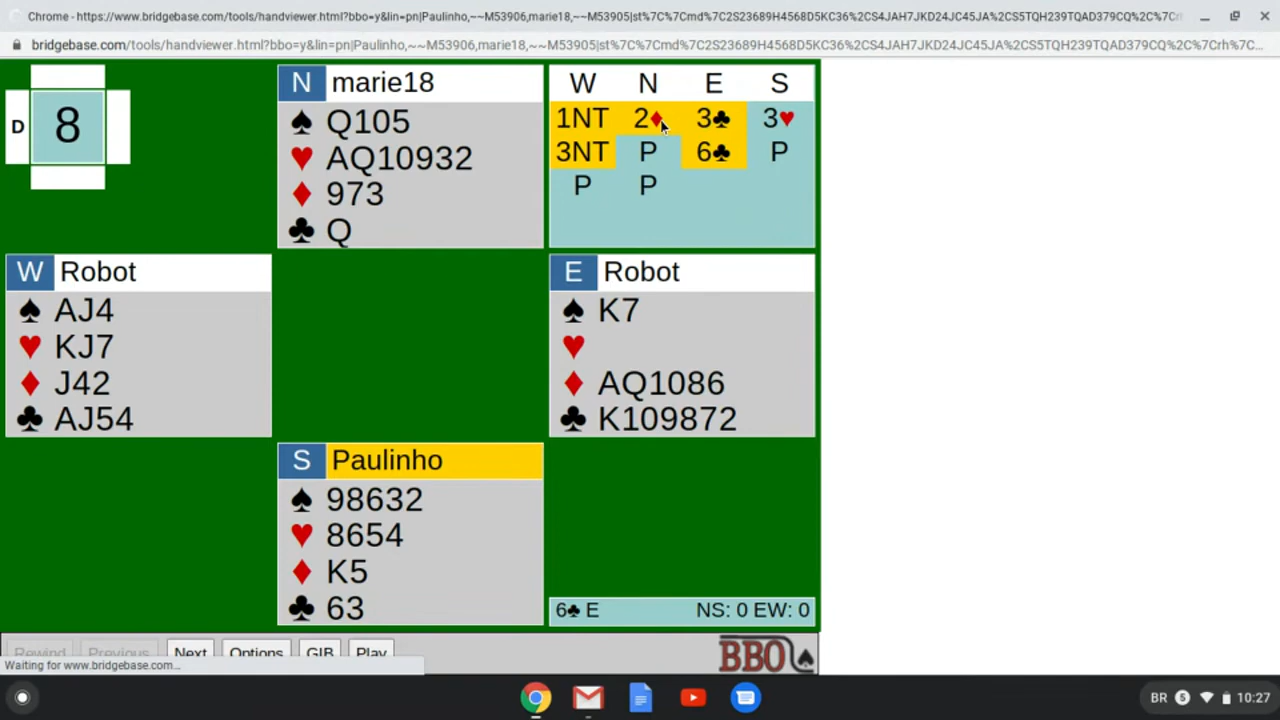 Chrome - https://www.bridgebase.com/tools/handviewer.html?bbo=y&lin=pn|Paulinho,~~M53906,marie18,~~M53905|st%7C%7Cmd%7C2S23689H4568D5KC36%2CS4JAH7JKD24JC45JA%2CS5TQH239TQAD379CQ%2C%7Crh
bridgebase.com/tools/handviewer.html?bbo=y&lin=pn|Paulinho,~~M53906,marie18,~~M53905|st%7C%7Cmd%7C2S23689H4568D5KC36%2CS4JAH7JKD24JC45JA%2CS5TQH239TQAD379CQ%2C%7Crh%7C...
D 8
N marie18
♠ Q105
♥ AQ10932
♦ 973
♣ Q
W N E S
1NT 2♦ 3♣ 3♥
3NT P 6♣ P
P P
W Robot
♠ AJ4
♥ KJ7
♦ J42
♣ AJ54
E Robot
♠ K7
♥
♦ AQ1086
♣ K109872
S Paulinho
♠ 98632
♥ 8654
♦ K5
♣ 63
6♣ E NS: 0 EW: 0
Rewind Previous Next Options GIB Play BBO♠
Waiting for www.bridgebase.com...
BR 5 10:27